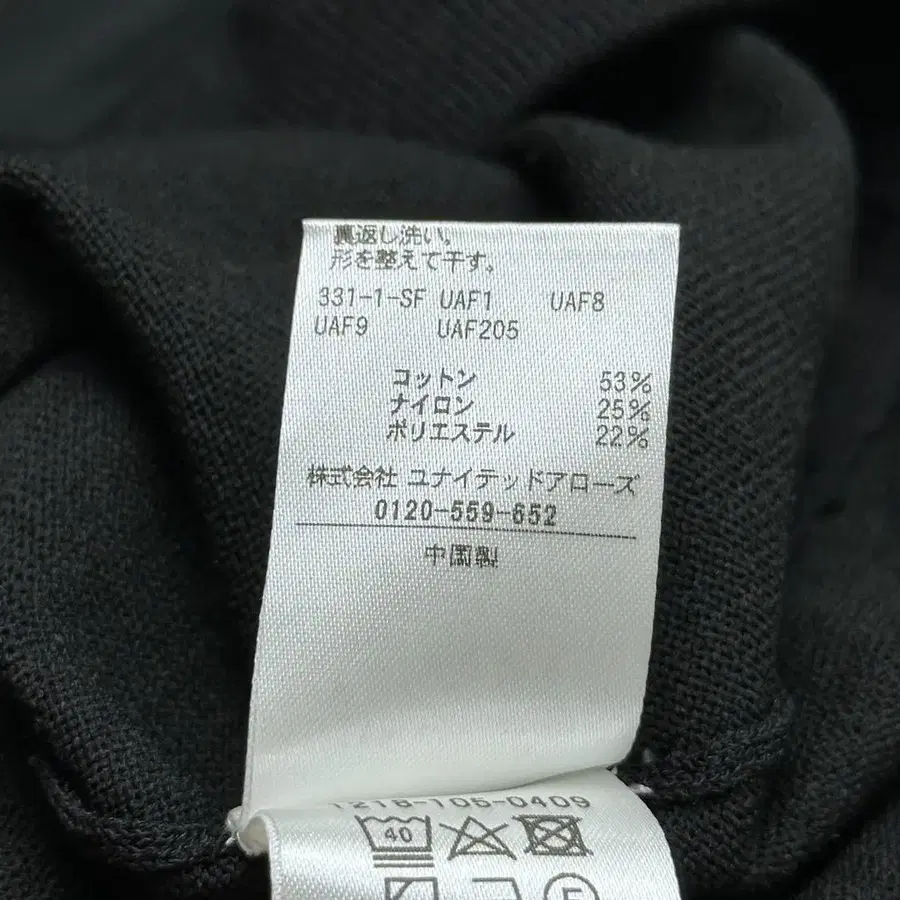 裏返し洗い。
形を整えて干す。
331-1-SF UAF1 UAF8
UAF9 UAF205
コットン 53%
ナイロン 25%
ポリエステル 22%
株式会社 ユナイテッドアローズ
0120-559-652
中国製
1218-105-0409
40
F